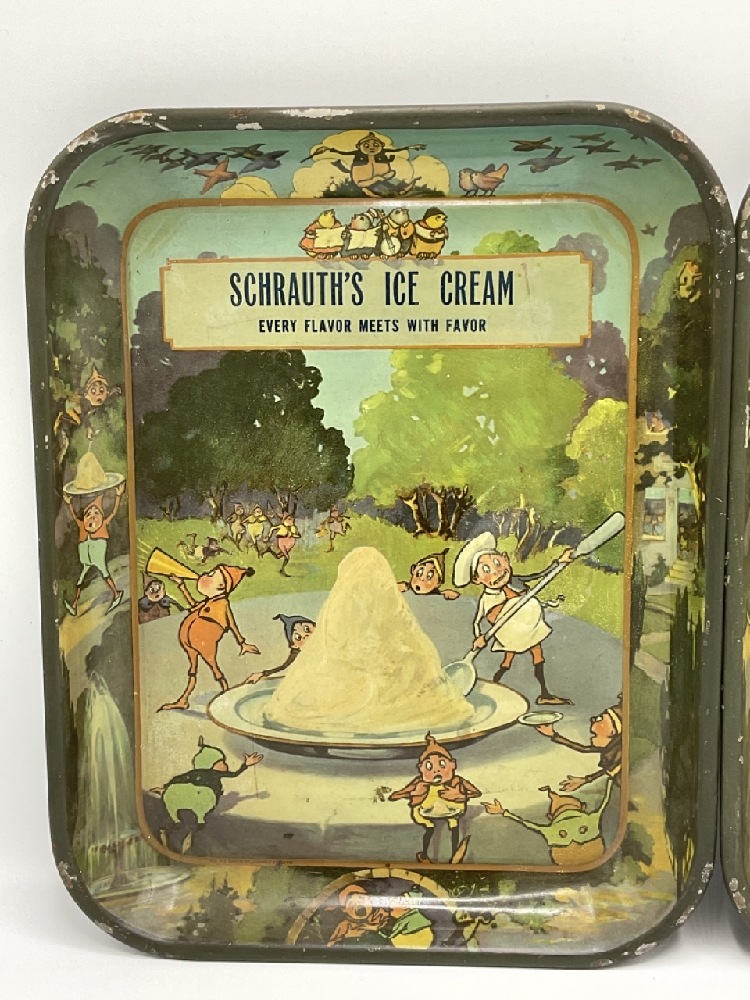 SCHRAUTH'S ICE CREAM
EVERY FLAVOR MEETS WITH FAVOR